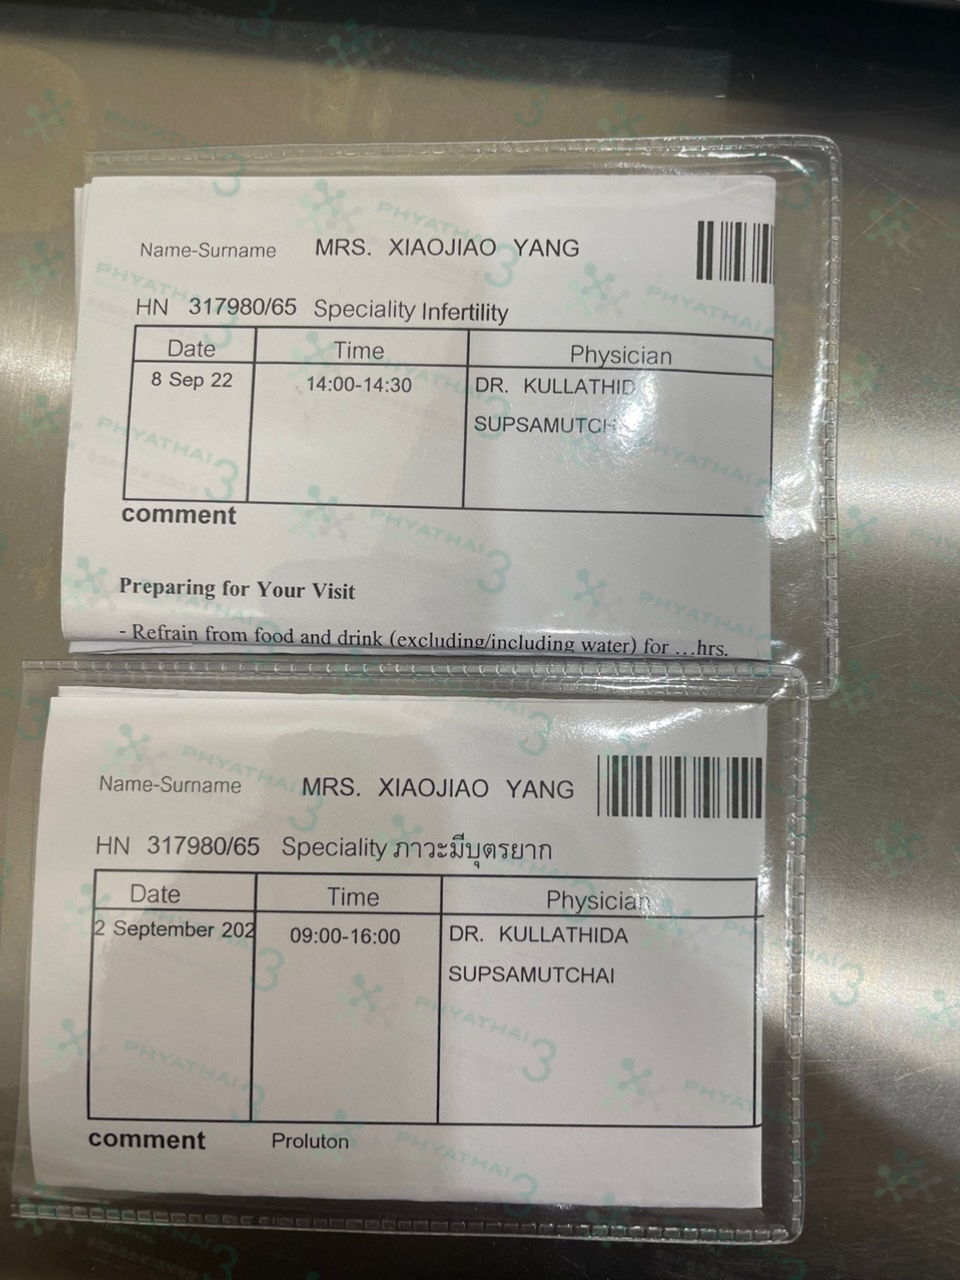 Name-Surname MRS. XIAOJIAO YANG
HN 317980/65 Speciality Infertility
Date Time Physician
8 Sep 22 14:00-14:30 DR. KULLATHID
SUPSAMUTCH
comment
Preparing for Your Visit
- Refrain from food and drink (excluding/including water) for ...hrs.
Name-Surname MRS. XIAOJIAO YANG
HN 317980/65 Speciality ภาวะมีบุตรยาก
Date Time Physician
2 September 202 09:00-16:00 DR. KULLATHIDA
SUPSAMUTCHAI
comment Proluton
PHYATHAI 3